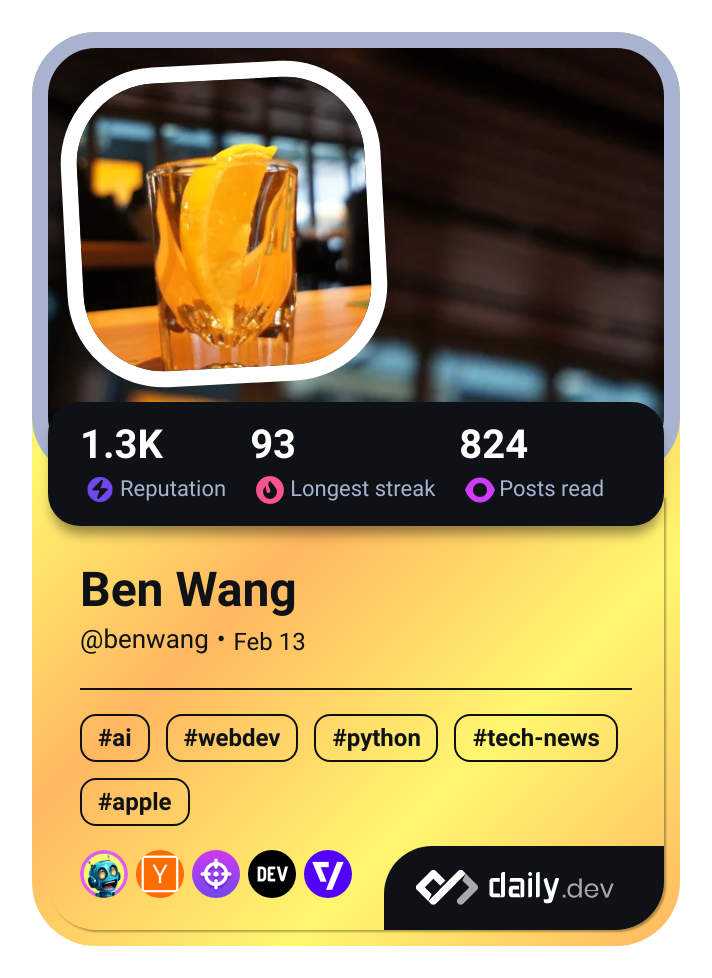 1.3K 93 824
Reputation Longest streak Posts read
Ben Wang
@benwang • Feb 13
#ai #webdev #python #tech-news
#apple
Y DEV daily.dev